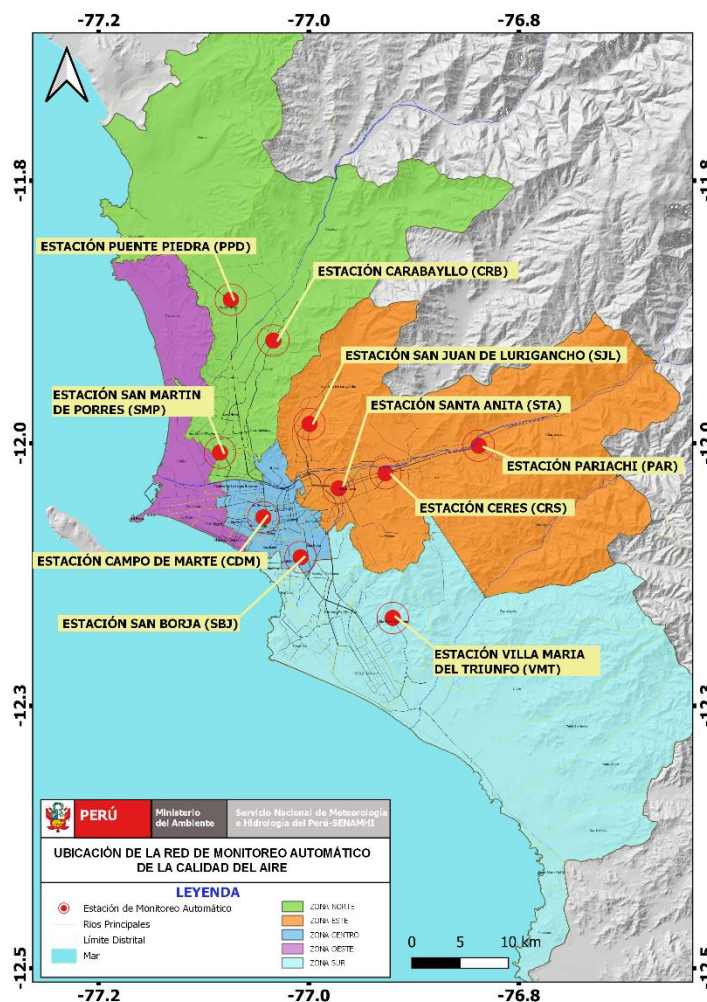 -77.2
-77.0
-76.8
-11.8
-11.8
ESTACIÓN PUENTE PIEDRA (PPD)
ESTACIÓN CARABAYLLO (CRB)
ESTACIÓN SAN JUAN DE LURIGANCHO (SJL)
ESTACIÓN SAN MARTIN
DE PORRES (SMP)
ESTACIÓN SANTA ANITA (STA)
-12.0
-12.0
ESTACIÓN PARIACHI (PAR)
ESTACIÓN CERES (CRS)
ESTACIÓN CAMPO DE MARTE (CDM)
ESTACIÓN SAN BORJA (SBJ)
ESTACIÓN VILLA MARIA
DEL TRIUNFO (VMT)
-12.3
-12.3
PERÚ
Ministerio
del Ambiente
Servicio Nacional de Meteorología
e Hidrología del Perú-SENAMHI
UBICACIÓN DE LA RED DE MONITOREO AUTOMÁTICO
DE LA CALIDAD DEL AIRE
LEYENDA
Estación de Monitoreo Automático
Rios Principales
Límite Distrital
Mar
ZONA NORTE
ZONA ESTE
ZONA CENTRO
ZONA OESTE
ZONA SUR
0 5 10 km
-12.5
-12.5
-77.2
-77.0
-76.8